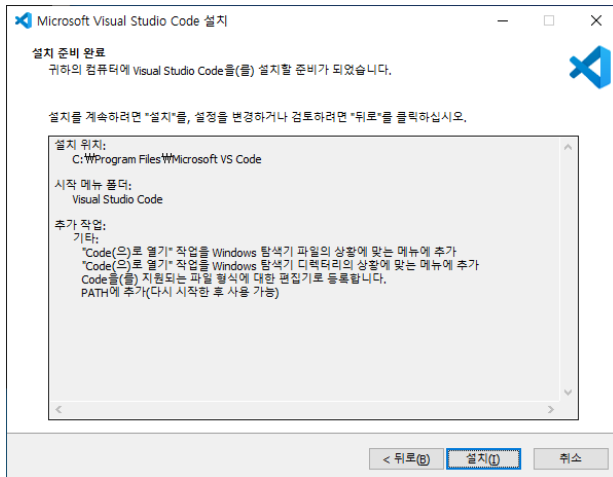 Microsoft Visual Studio Code 설치
설치 준비 완료
귀하의 컴퓨터에 Visual Studio Code을(를) 설치할 준비가 되었습니다.
설치를 계속하려면 "설치"를, 설정을 변경하거나 검토하려면 "뒤로"를 클릭하십시오.
설치 위치:
C:₩Program Files₩Microsoft VS Code
시작 메뉴 폴더:
Visual Studio Code
추가 작업:
기타:
"Code(으)로 열기" 작업을 Windows 탐색기 파일의 상황에 맞는 메뉴에 추가
"Code(으)로 열기" 작업을 Windows 탐색기 디렉터리의 상황에 맞는 메뉴에 추가
Code을(를) 지원되는 파일 형식에 대한 편집기로 등록합니다.
PATH에 추가(다시 시작한 후 사용 가능)
< 뒤로(B) 설치(I) 취소